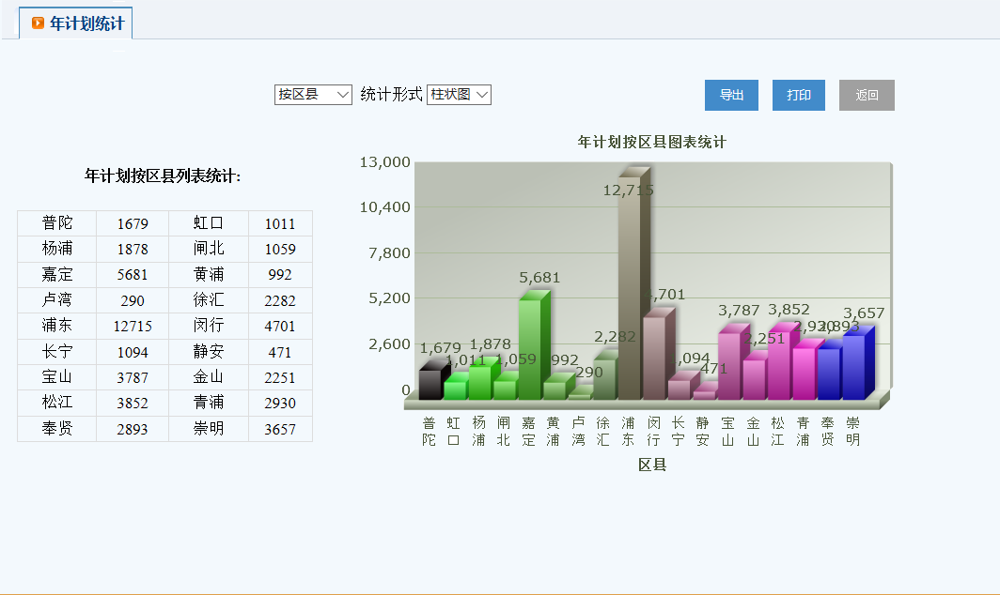 年计划统计
按区县 统计形式 柱状图 导出 打印 返回
年计划按区县列表统计:
普陀 1679 虹口 1011
杨浦 1878 闸北 1059
嘉定 5681 黄浦 992
卢湾 290 徐汇 2282
浦东 12715 闵行 4701
长宁 1094 静安 471
宝山 3787 金山 2251
松江 3852 青浦 2930
奉贤 2893 崇明 3657
年计划按区县图表统计
13,000
10,400
7,800
5,200
2,600
0
1,679 1,011 1,878 1,059 5,681 992 290 2,282 12,715 4,701 1,094 471 3,787 2,251 3,852 2,930 2,893 3,657
普陀 虹口 杨浦 闸北 嘉定 黄浦 卢湾 徐汇 浦东 闵行 长宁 静安 宝山 金山 松江 青浦 奉贤 崇明
区县